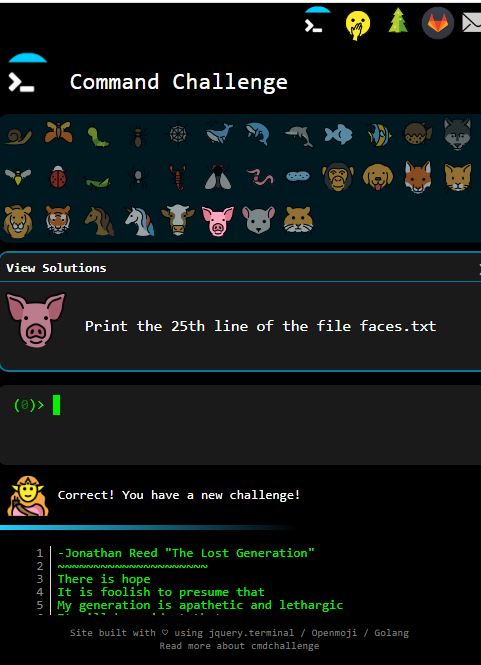 Command Challenge
View Solutions
Print the 25th line of the file faces.txt
(0)>
Correct! You have a new challenge!
1 -Jonathan Reed "The Lost Generation"
2 ~~~~~~~~~~~~~~~~~~~~~
3 There is hope
4 It is foolish to presume that
5 My generation is apathetic and lethargic
Site built with ♡ using jquery.terminal / Openmoji / Golang
Read more about cmdchallenge